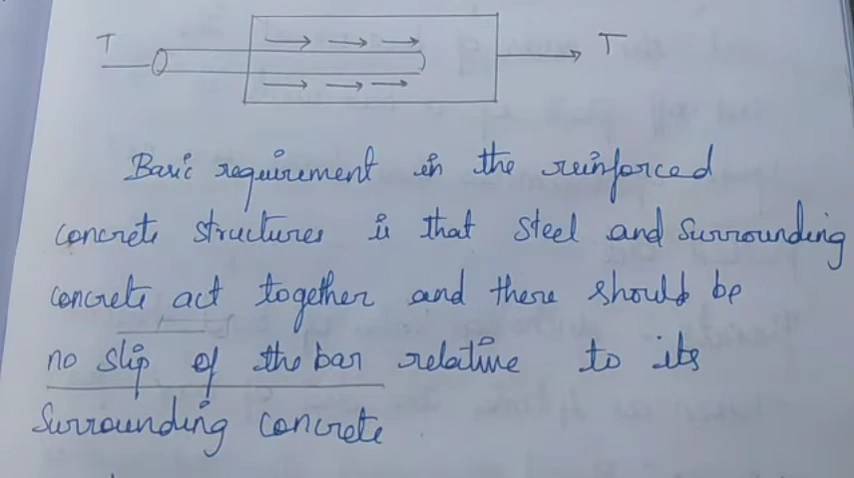 T
T
Basic requirement in the reinforced
concrete structures is that steel and surrounding
concrete act together and there should be
no slip of the bar relative to its
surrounding concrete